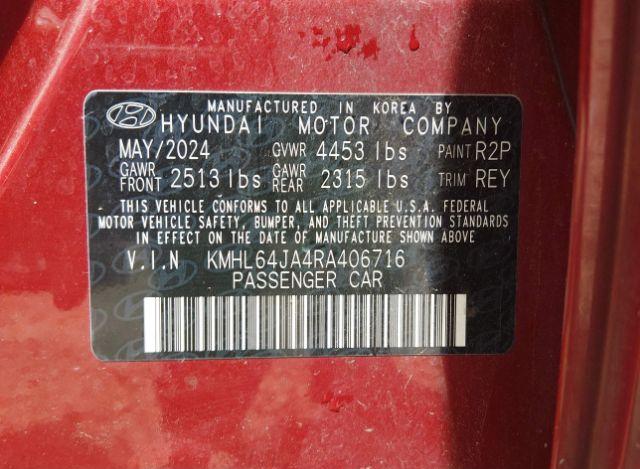 MANUFACTURED IN KOREA BY
HYUNDAI MOTOR COMPANY
MAY/2024 GVWR 4453 lbs PAINT R2P
GAWR FRONT 2513 lbs GAWR REAR 2315 lbs TRIM REY
THIS VEHICLE CONFORMS TO ALL APPLICABLE U.S.A. FEDERAL
MOTOR VEHICLE SAFETY, BUMPER, AND THEFT PREVENTION STANDARDS
IN EFFECT ON THE DATE OF MANUFACTURE SHOWN ABOVE
V.I.N KMHL64JA4RA406716
PASSENGER CAR